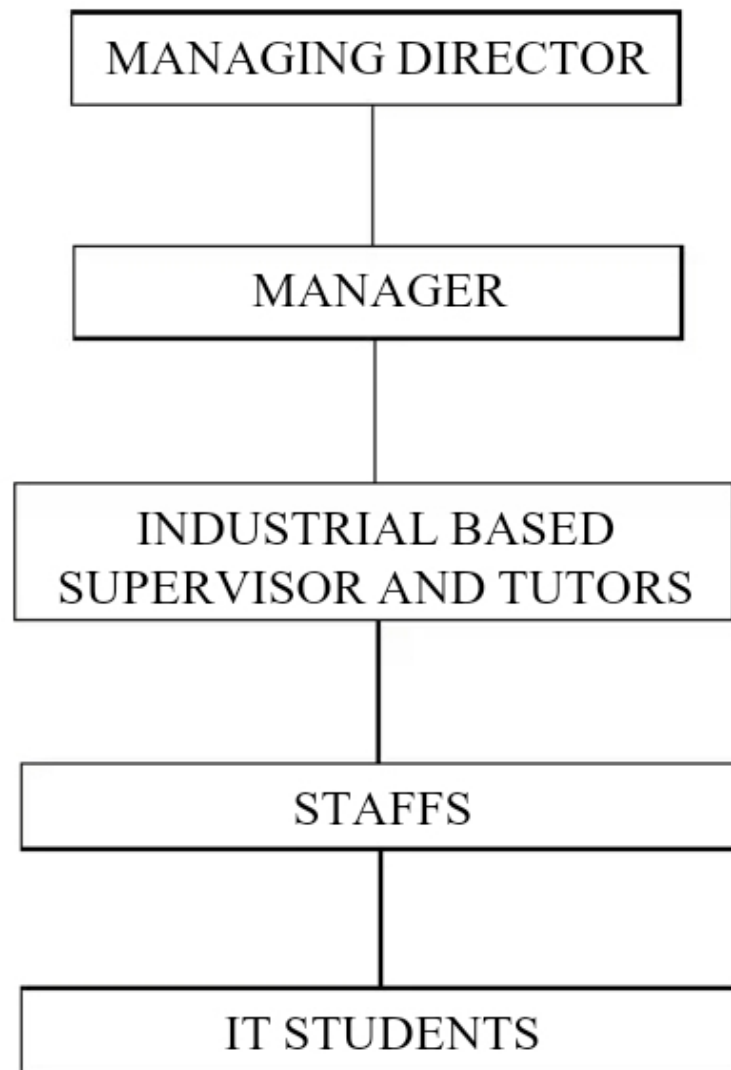 MANAGING DIRECTOR
MANAGER
INDUSTRIAL BASED
SUPERVISOR AND TUTORS
STAFFS
IT STUDENTS